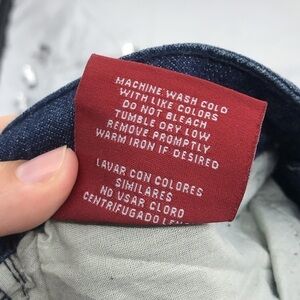 MACHINE WASH COLD
WITH LIKE COLORS
DO NOT BLEACH
TUMBLE DRY LOW
REMOVE PROMPTLY
WARM IRON IF DESIRED
LAVAR CON COLORES
SIMILARES
NO USAR CLORO
CENTRIFUGADO